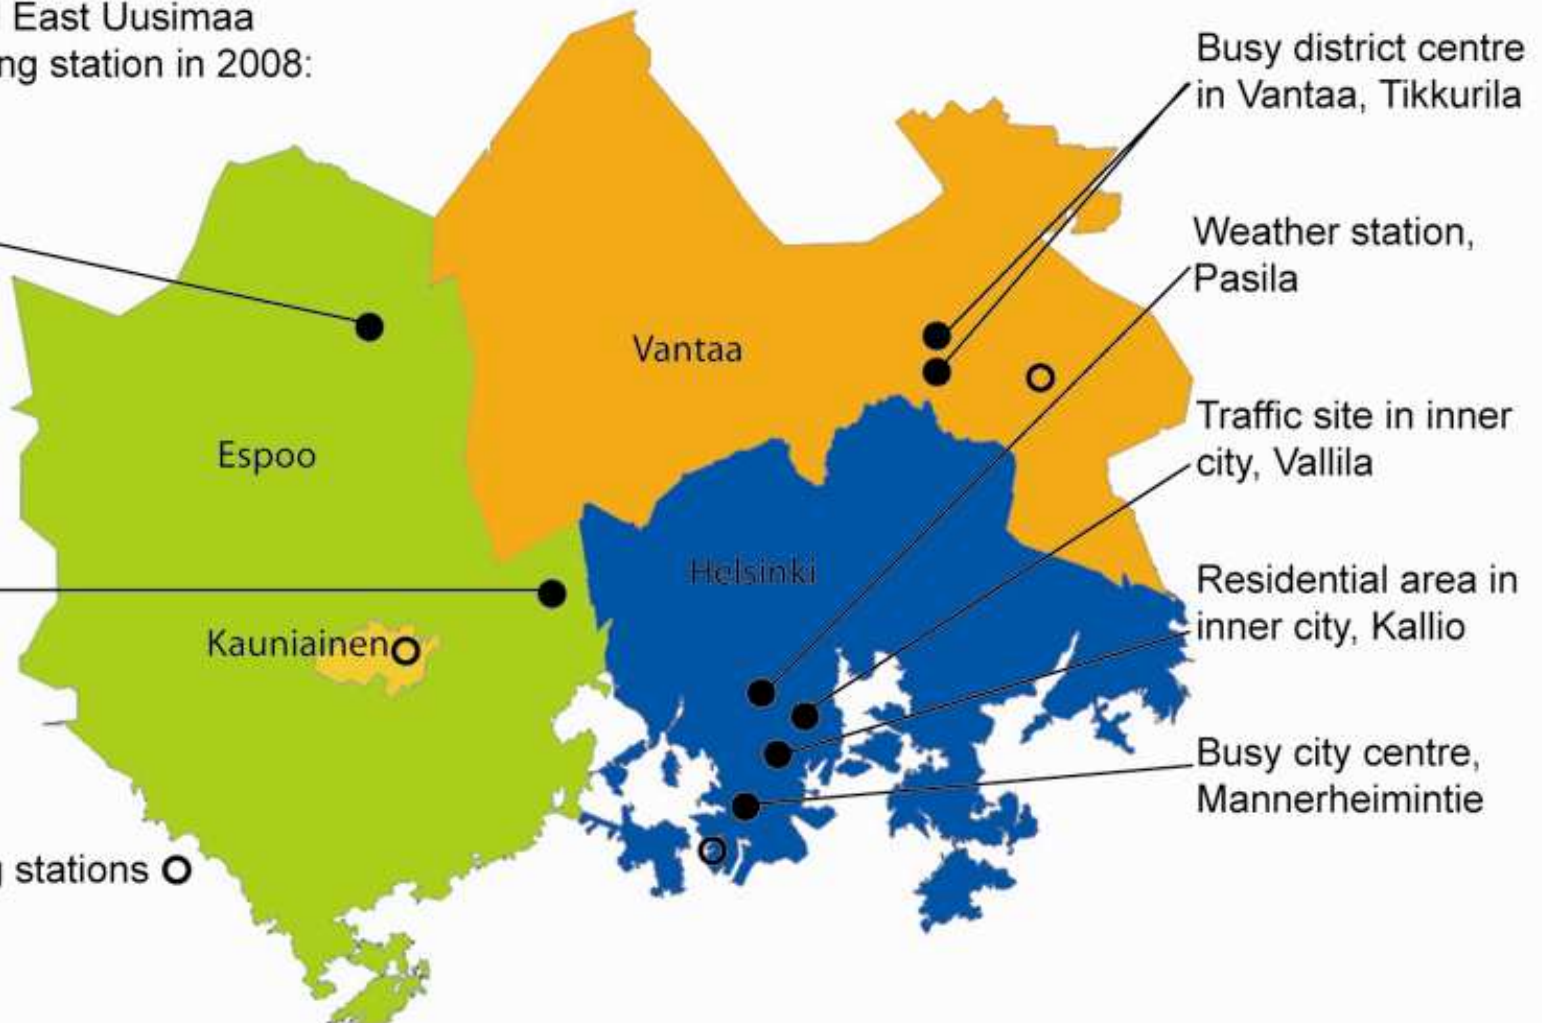 East Uusimaa
ng station in 2008:
Busy district centre
in Vantaa, Tikkurila
Weather station,
Pasila
Vantaa
Traffic site in inner
city, Vallila
Espoo
Helsinki
Residential area in
inner city, Kallio
Kauniainen
Busy city centre,
Mannerheimintie
g stations